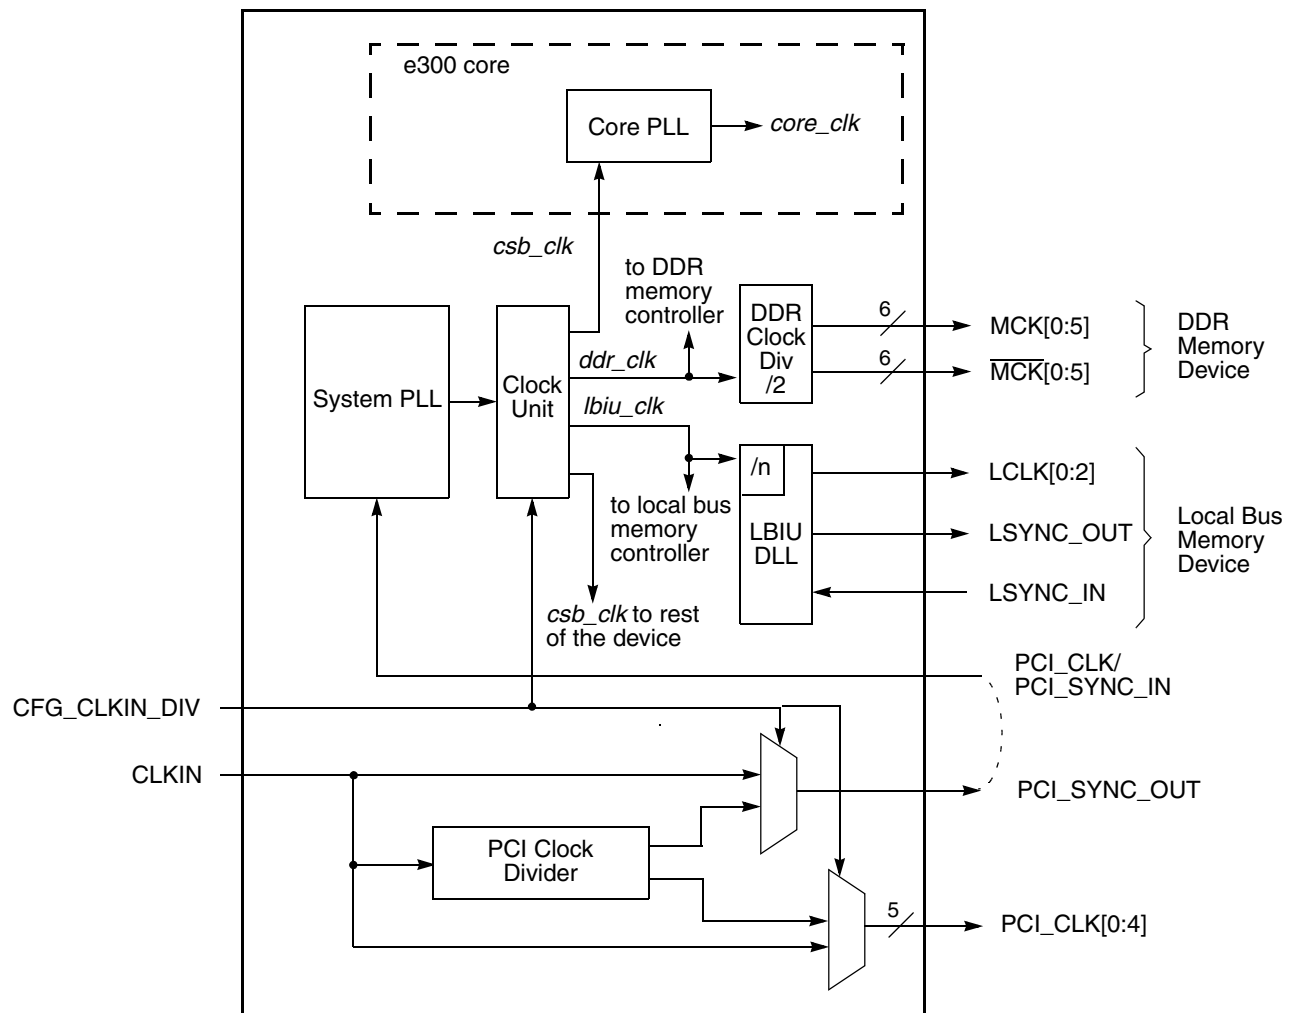 e300 core
Core PLL
core_clk
csb_clk
to DDR
memory
controller
DDR
Clock
Div
/2
6
MCK[0:5]
6
M̅C̅K̅[0:5]
DDR
Memory
Device
System PLL
Clock
Unit
ddr_clk
lbiu_clk
/n
LBIU
DLL
to local bus
memory
controller
LCLK[0:2]
LSYNC_OUT
LSYNC_IN
Local Bus
Memory
Device
csb_clk to rest
of the device
PCI_CLK/
PCI_SYNC_IN
CFG_CLKIN_DIV
CLKIN
PCI_SYNC_OUT
PCI Clock
Divider
5
PCI_CLK[0:4]